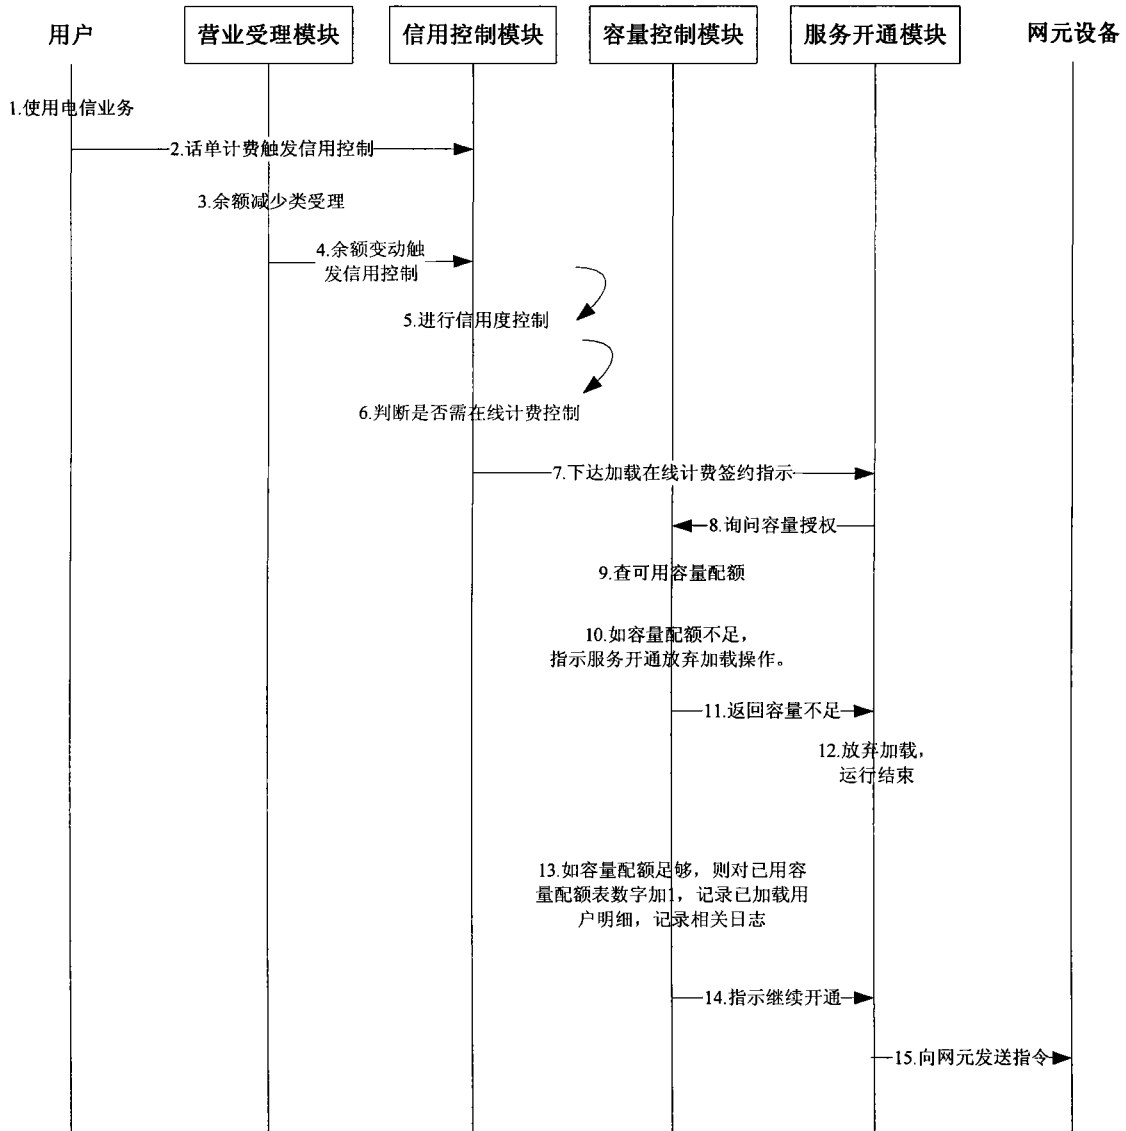 用户
营业受理模块
信用控制模块
容量控制模块
服务开通模块
网元设备
1.使用电信业务
2.话单计费触发信用控制
3.余额减少类受理
4.余额变动触
发信用控制
5.进行信用度控制
6.判断是否需在线计费控制
7.下达加载在线计费签约指示
8.询问容量授权
9.查可用容量配额
10.如容量配额不足，
指示服务开通放弃加载操作。
11.返回容量不足
12.放弃加载，
运行结束
13.如容量配额足够，则对已用容
量配额表数字加1，记录已加载用
户明细，记录相关日志
14.指示继续开通
15.向网元发送指令